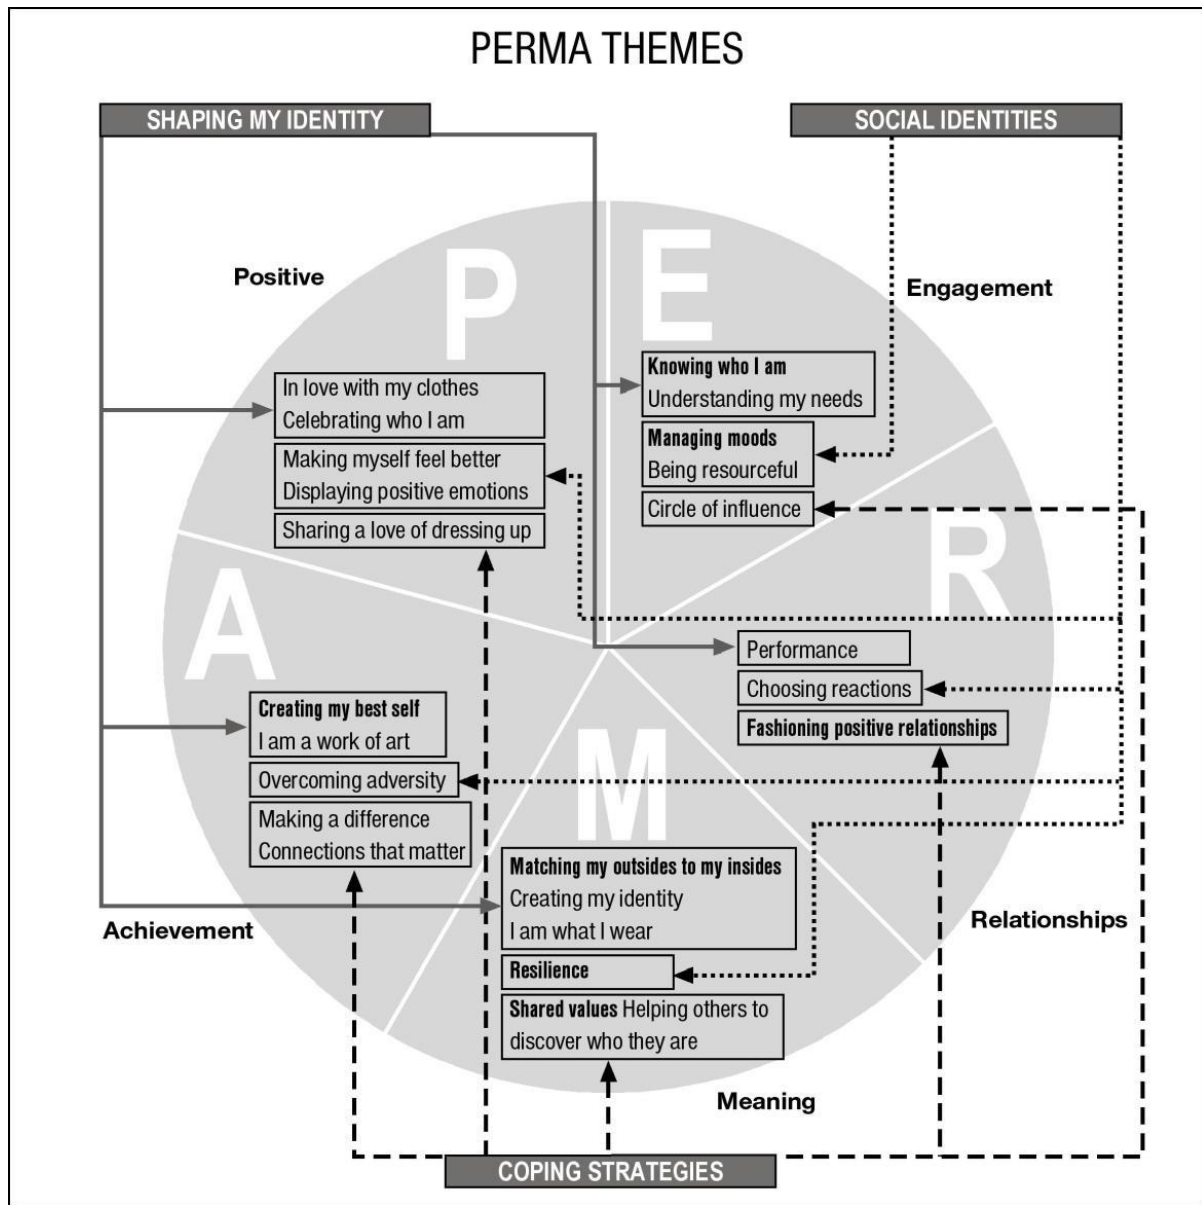 PERMA THEMES
SHAPING MY IDENTITY
SOCIAL IDENTITIES
P
E
Positive
Engagement
Knowing who I am
Understanding my needs
In love with my clothes
Celebrating who I am
Managing moods
Being resourceful
Making myself feel better
Displaying positive emotions
Circle of influence
Sharing a love of dressing up
R
A
Performance
Choosing reactions
Fashioning positive relationships
Creating my best self
I am a work of art
Overcoming adversity
Making a difference
Connections that matter
M
Matching my outsides to my insides
Creating my identity
I am what I wear
Achievement
Relationships
Resilience
Shared values Helping others to
discover who they are
Meaning
COPING STRATEGIES